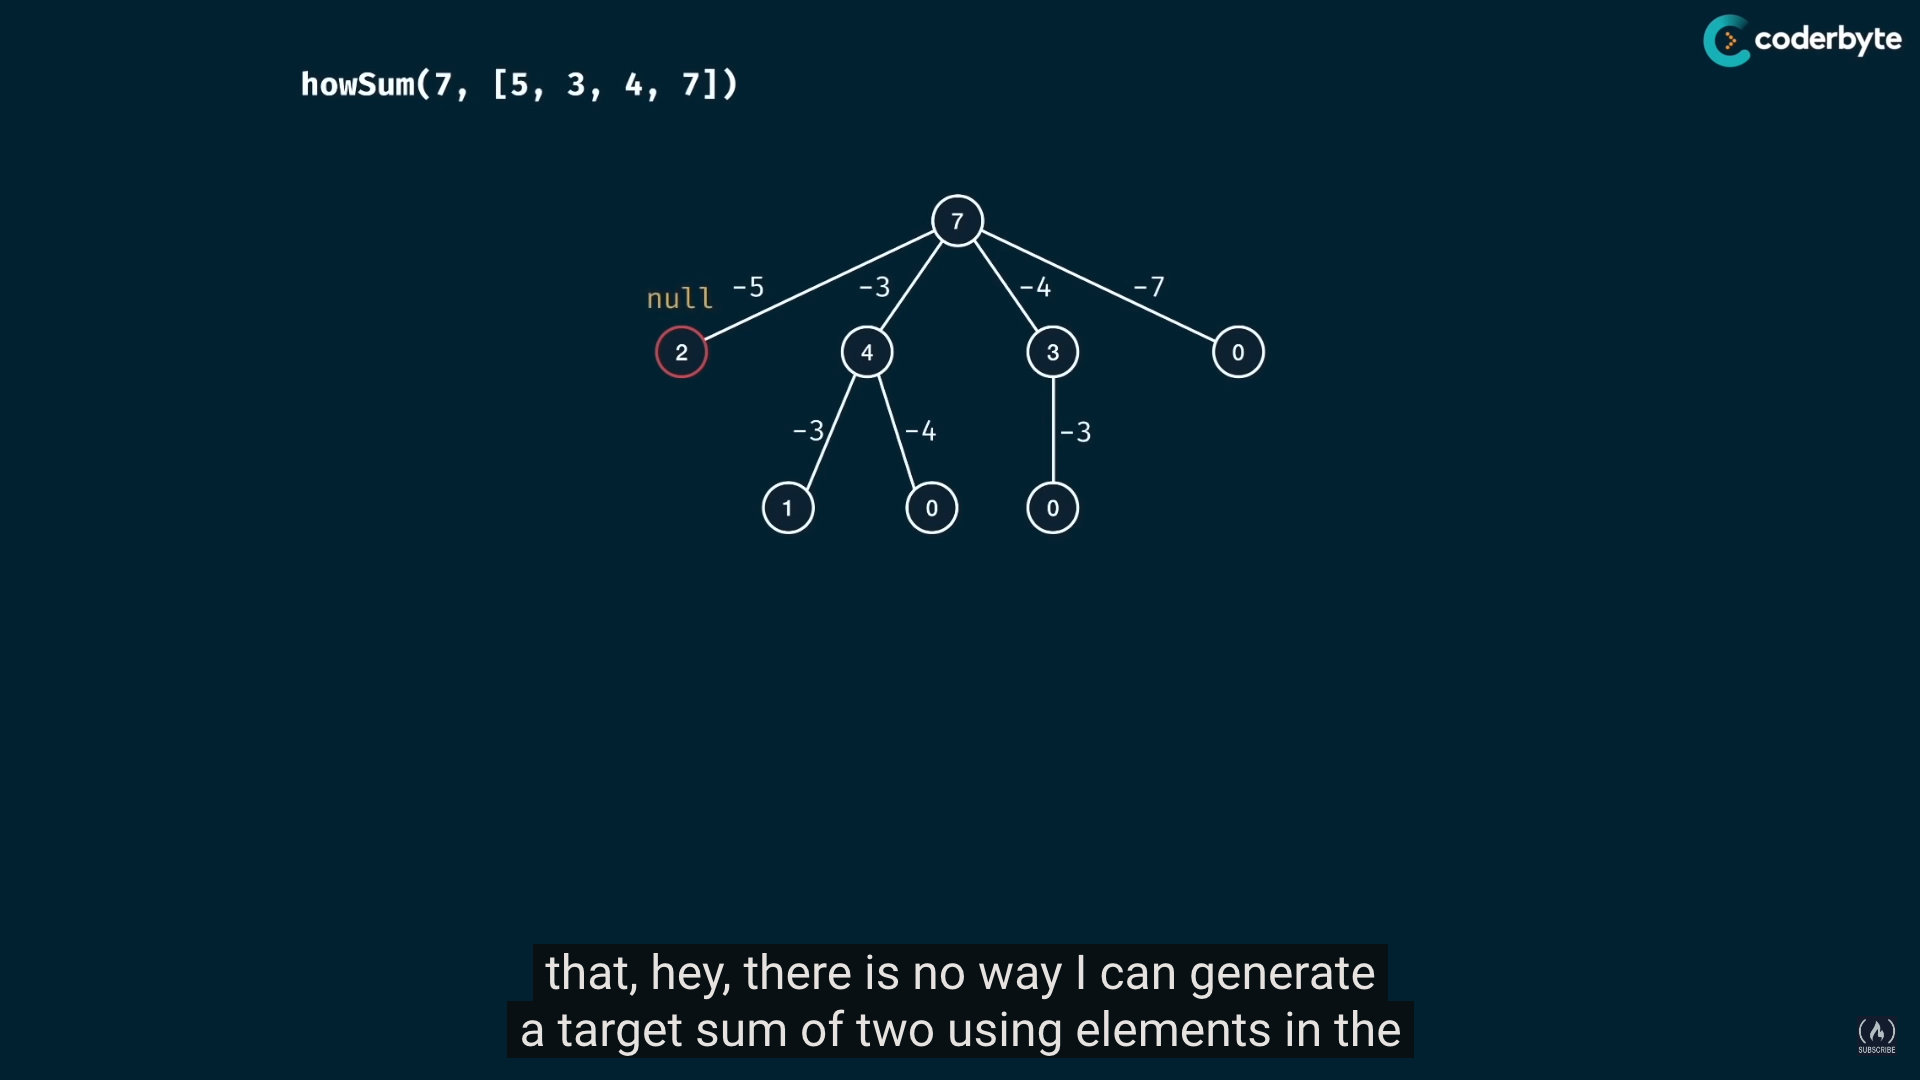 coderbyte
howSum(7, [5, 3, 4, 7])
7
null -5 -3 -4 -7
2 4 3 0
-3 -4 -3
1 0 0
that, hey, there is no way I can generate
a target sum of two using elements in the
SUBSCRIBE